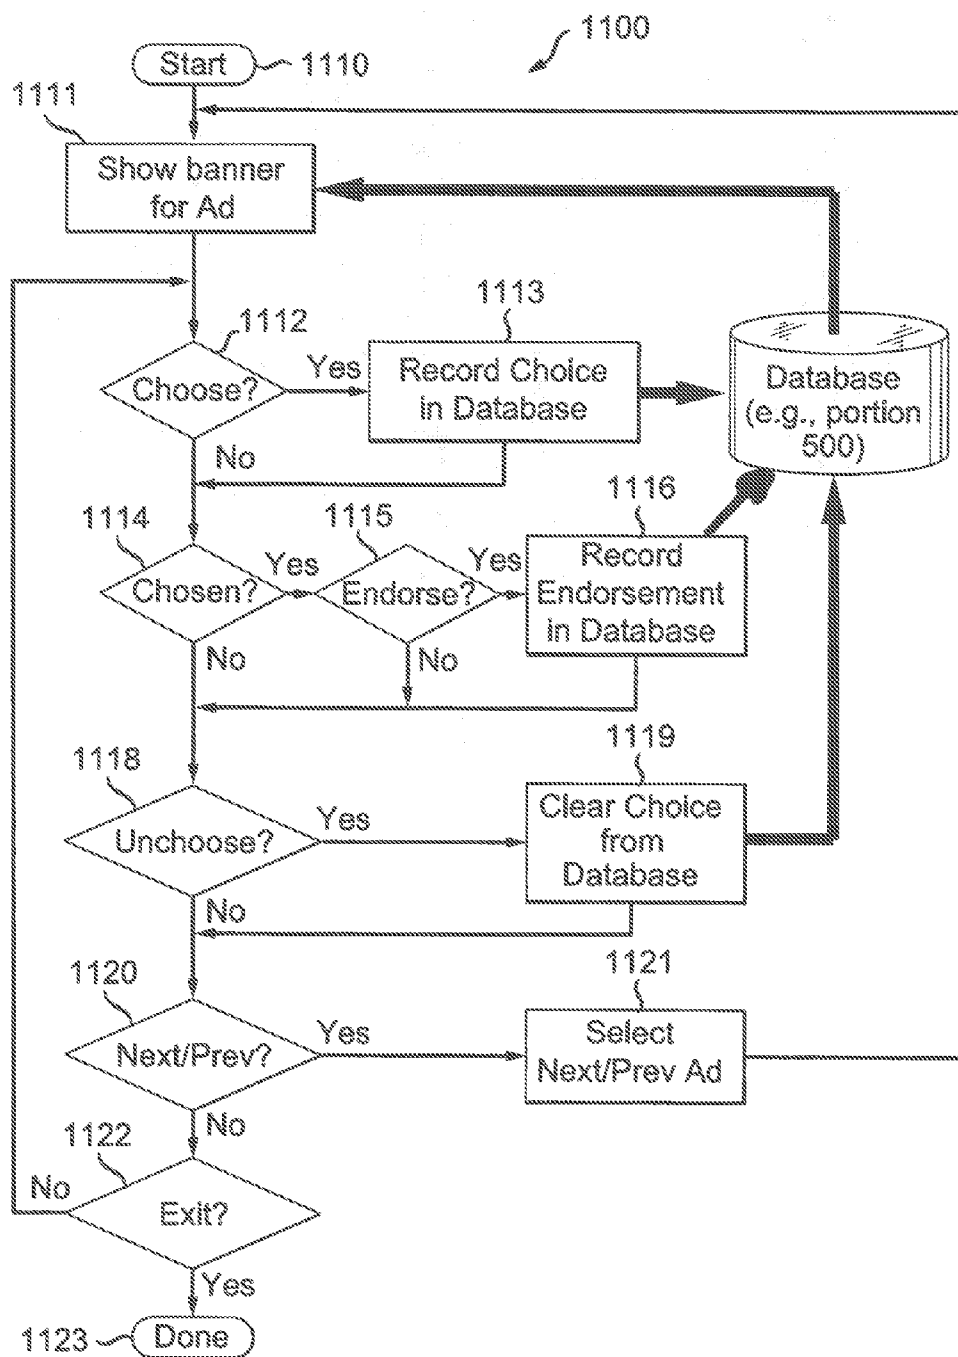 1100
Start
1110
1111
Show banner
for Ad
1112
Choose?
Yes
1113
Record Choice
in Database
Database
(e.g., portion
500)
No
1114
Chosen?
Yes
1115
Endorse?
Yes
1116
Record
Endorsement
in Database
No
No
1118
Unchoose?
Yes
1119
Clear Choice
from
Database
No
1120
Next/Prev?
Yes
1121
Select
Next/Prev Ad
No
1122
No
Exit?
Yes
1123
Done